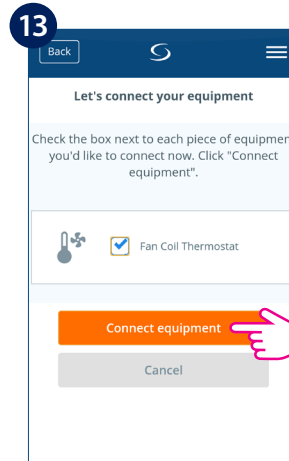 13
Back
Let's connect your equipment
Check the box next to each piece of equipmen
you'd like to connect now. Click "Connect
equipment".
Fan Coil Thermostat
Connect equipment
Cancel